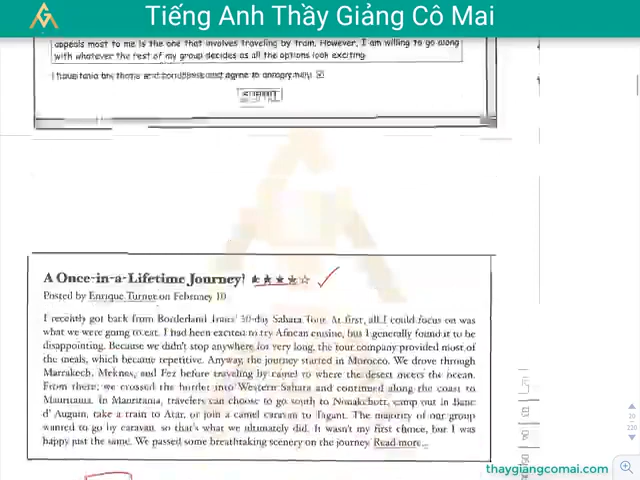 Tiếng Anh Thầy Giảng Cô Mai
appeals most to me is the one that involves traveling by train. However, I am willing to go along
with whatever the rest of my group decides as all the options look exciting.
SUBMIT
A Once-in-a-Lifetime Journey! ★★★★☆
Posted by Enrique Turner on February 10
I recently got back from Borderland Trans' 30-day Sahara Tour. At first, all I could focus on was
what we were going to eat. I had been excited to try African cuisine, but I generally found it to be
disappointing. Because we didn't stop anywhere for very long, the tour company provided most of
the meals, which became repetitive. Anyway, the journey started in Morocco. We drove through
Marrakech, Meknes, and Fez before traveling by camel to where the desert meets the ocean.
From there, we crossed the border into Western Sahara and continued along the coast to
Mauritania. In Mauritania, travelers can choose to go south to Nouakchott, camp out in Banc
d' Arguin, take a train to Atar, or join a camel caravan to Tagant. The majority of our group
wanted to go by caravan, so that's what we ultimately did. It wasn't my first choice, but I was
happy just the same. We passed some breathtaking scenery on the journey. Read more...
thaygiangcomai.com